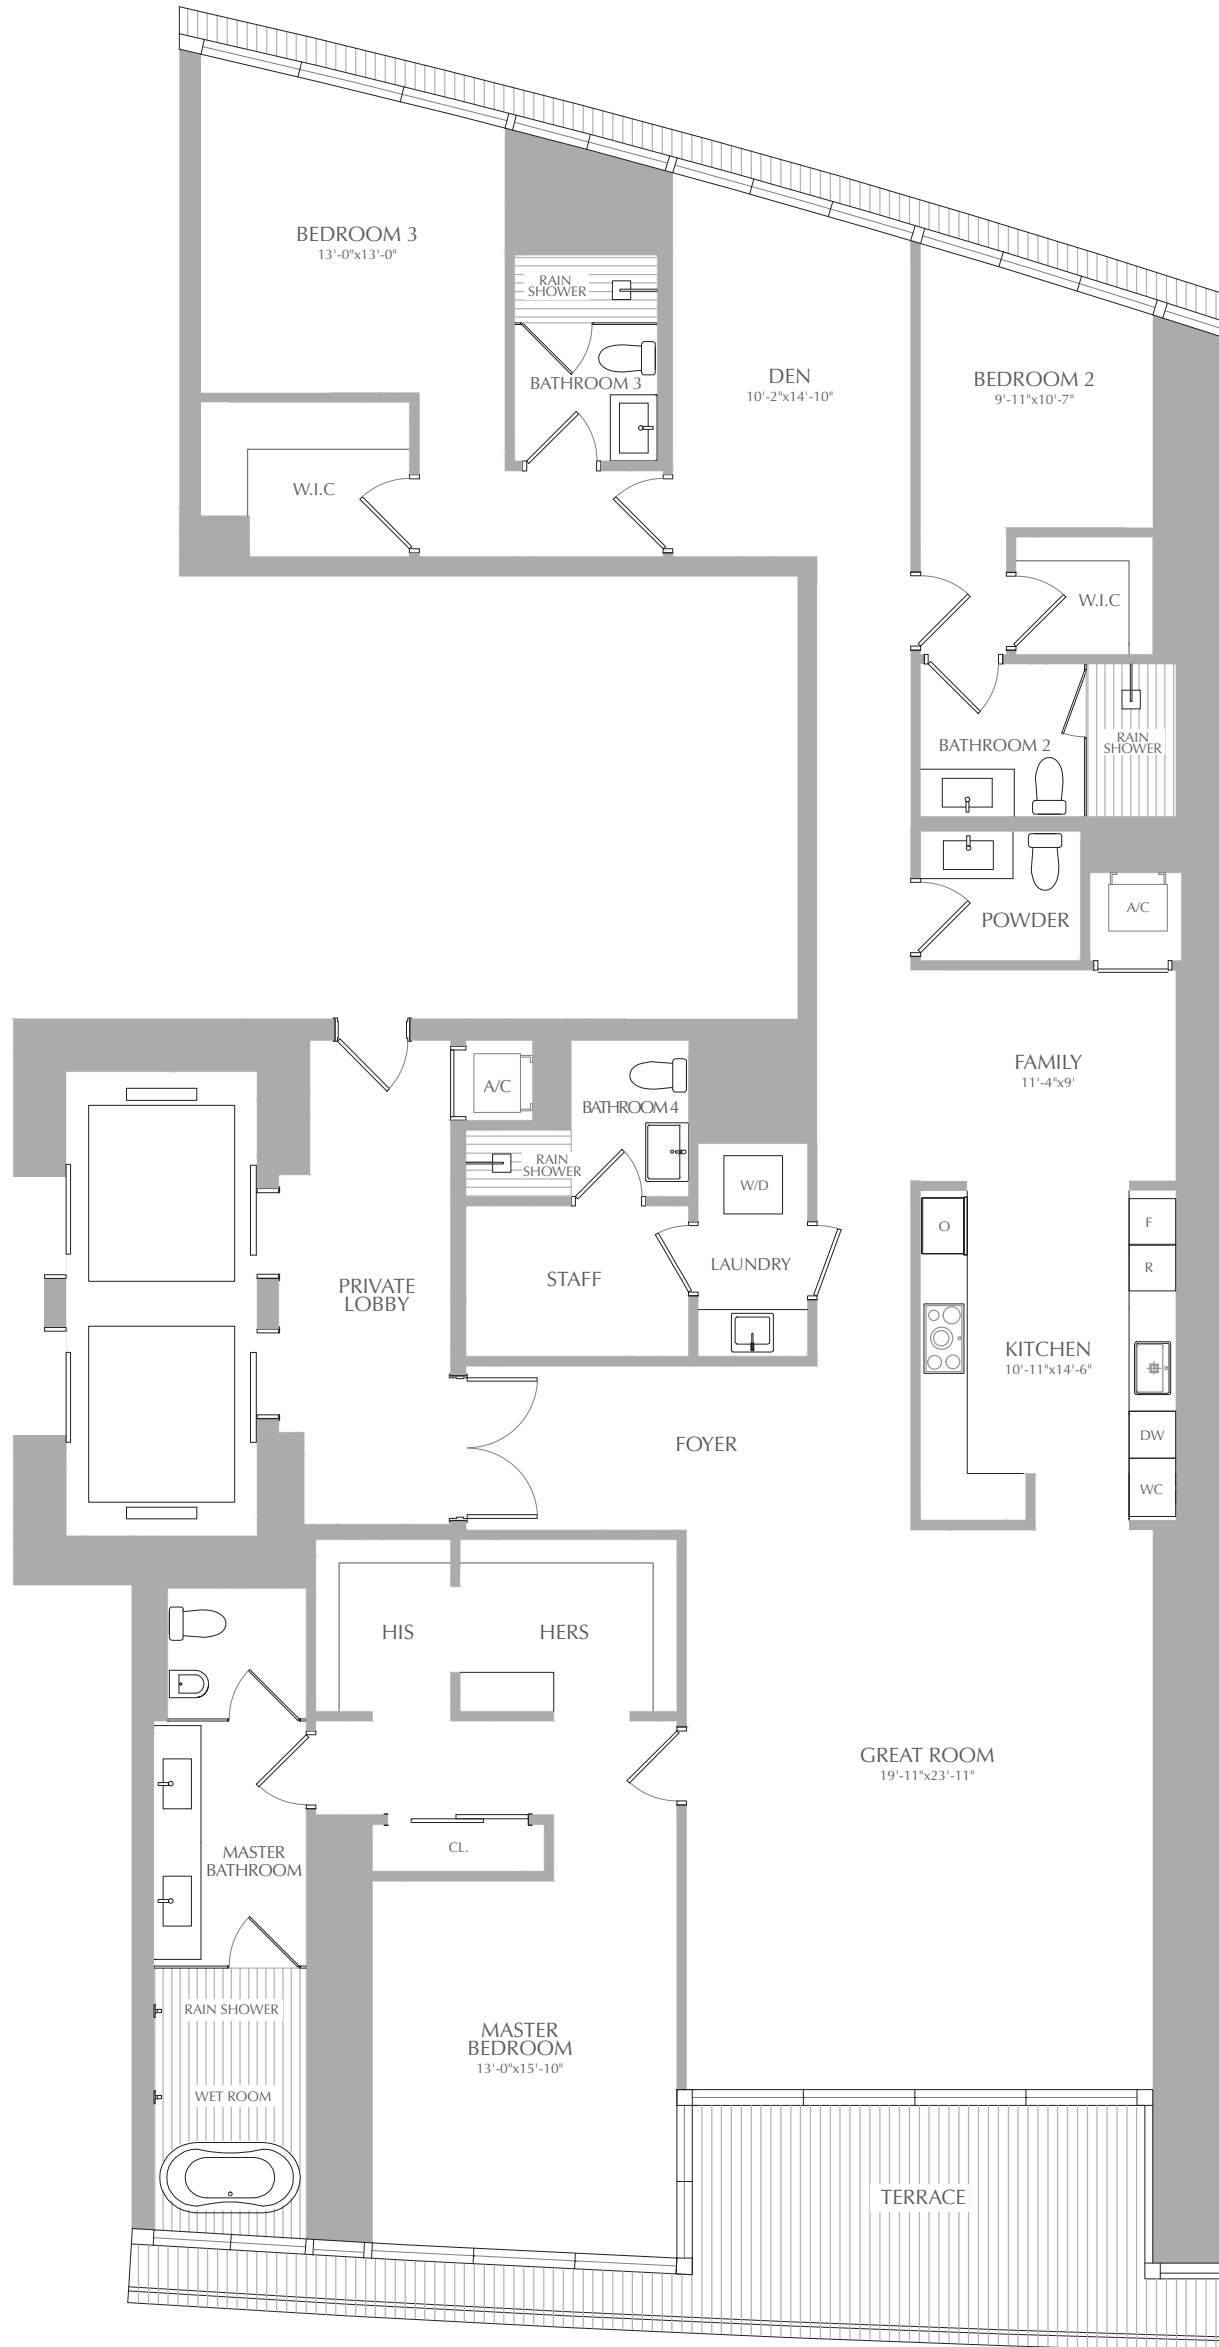 BEDROOM 3
13'-0"x13'-0"
RAIN
SHOWER
BATHROOM 3
DEN
10'-2"x14'-10"
BEDROOM 2
9'-11"x10'-7"
W.I.C
W.I.C
BATHROOM 2
RAIN
SHOWER
POWDER
A/C
FAMILY
11'-4"x9'
A/C
BATHROOM 4
RAIN
SHOWER
W/D
STAFF
LAUNDRY
PRIVATE
LOBBY
O
F
R
KITCHEN
10'-11"x14'-6"
DW
WC
FOYER
HIS
HERS
GREAT ROOM
19'-11"x23'-11"
MASTER
BATHROOM
CL.
RAIN SHOWER
WET ROOM
MASTER
BEDROOM
13'-0"x15'-10"
TERRACE